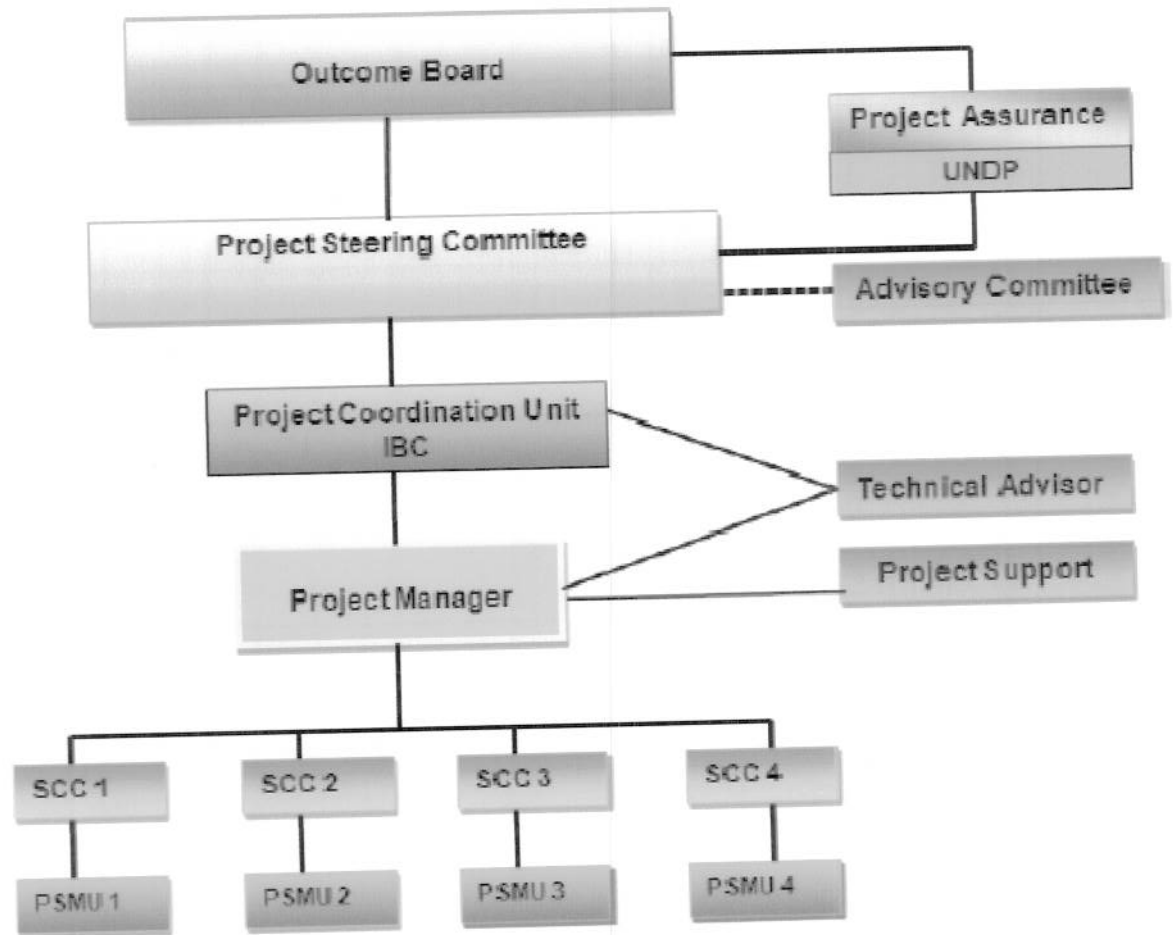 Outcome Board
Project Assurance
UNDP
Project Steering Committee
Advisory Committee
Project Coordination Unit
IBC
Technical Advisor
Project Support
Project Manager
SCC 1
SCC 2
SCC 3
SCC 4
PSMU 1
PSMU 2
PSMU 3
PSMU 4